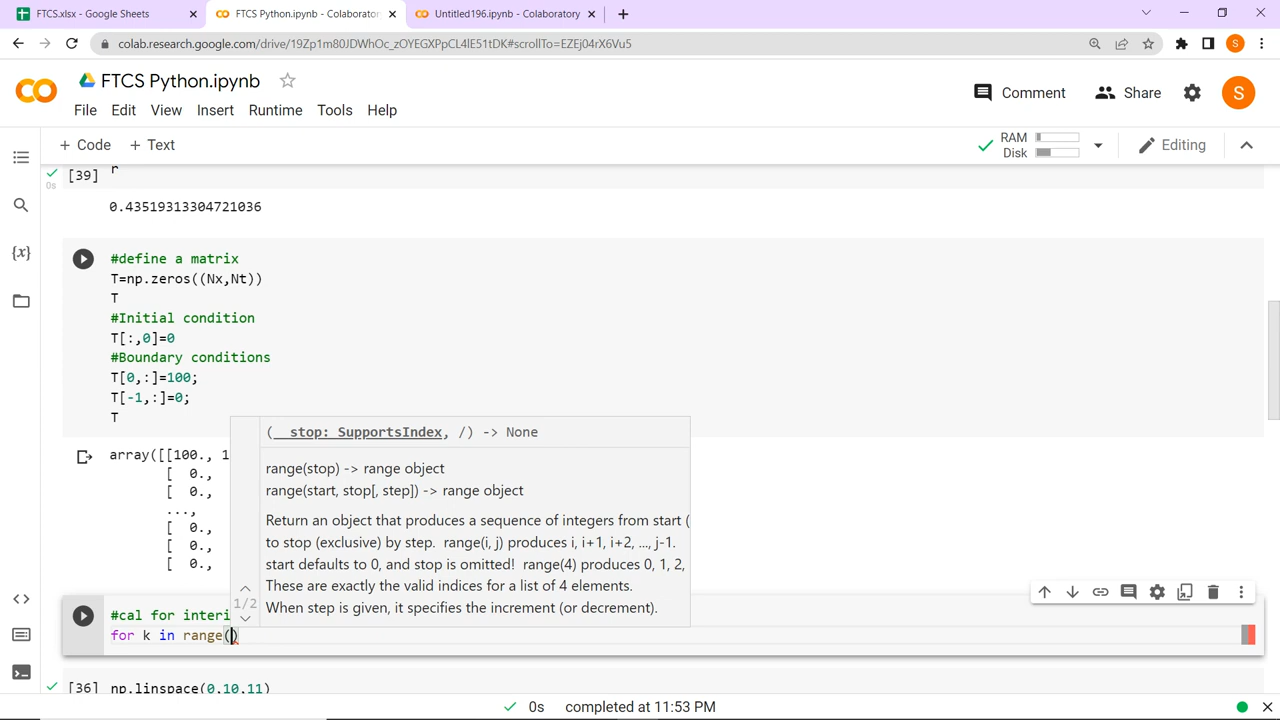 FTCS.xlsx - Google Sheets
FTCS Python.ipynb - Colaborator
Untitled196.ipynb - Colaboratory
colab.research.google.com/drive/19Zp1m80JDWhOc_zOYEGXPpCL4lE51tDK#scrollTo=EZEj04rX6Vu5
S
FTCS Python.ipynb
File Edit View Insert Runtime Tools Help
Comment
Share
S
+ Code + Text
RAM
Disk
Editing
0s
[39]
r
0.43519313304721036
#define a matrix
T=np.zeros((Nx,Nt))
T
#Initial condition
T[:,0]=0
#Boundary conditions
T[0,:]=100;
T[-1,:]=0;
T
array([[100., 1
[ 0.,
[ 0.,
...,
[ 0.,
[ 0.,
[ 0.,
(__stop: SupportsIndex, /) -> None
range(stop) -> range object
range(start, stop[, step]) -> range object
Return an object that produces a sequence of integers from start (
to stop (exclusive) by step. range(i, j) produces i, i+1, i+2, ..., j-1.
start defaults to 0, and stop is omitted! range(4) produces 0, 1, 2,
These are exactly the valid indices for a list of 4 elements.
When step is given, it specifies the increment (or decrement).
1/2
#cal for interi
for k in range()
[36] np.linspace(0,10,11)
0s completed at 11:53 PM